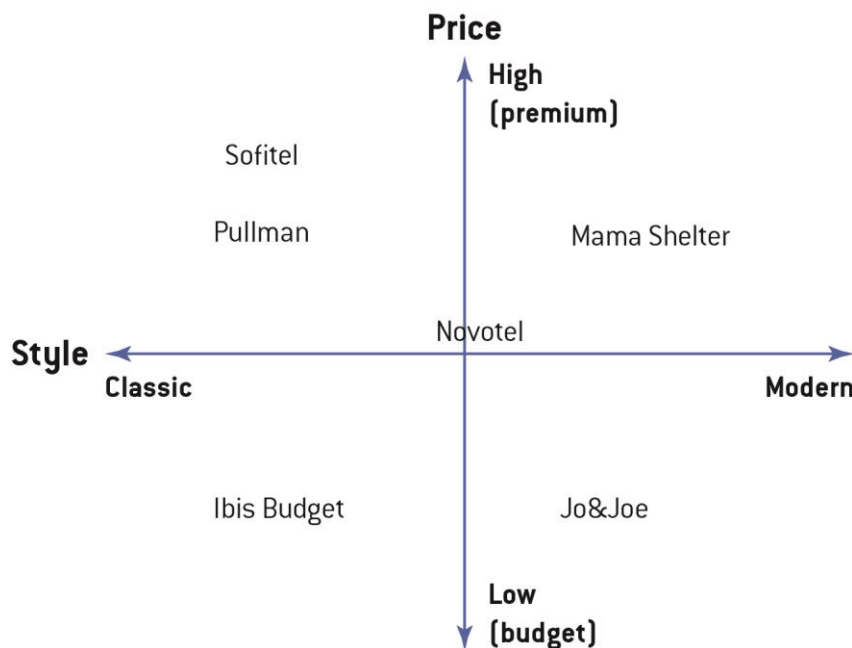 Price
High
(premium)
Sofitel
Pullman
Mama Shelter
Novotel
Style
Classic
Modern
Ibis Budget
Jo&Joe
Low
(budget)